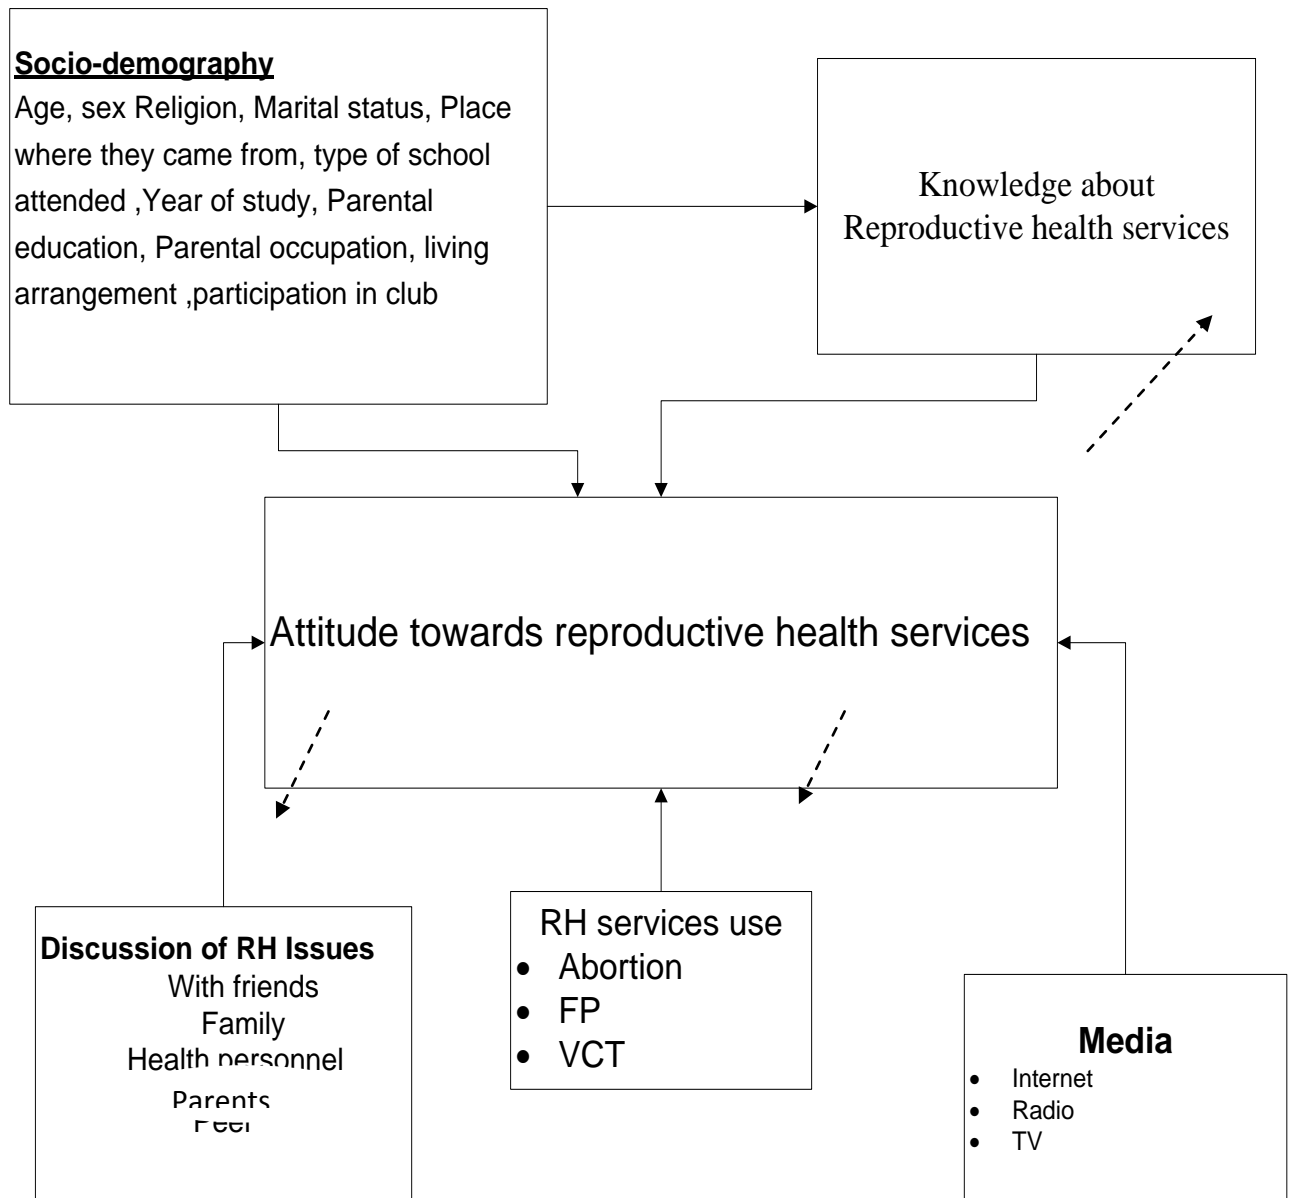 Socio-demography
Age, sex Religion, Marital status, Place
where they came from, type of school
attended ,Year of study, Parental
education, Parental occupation, living
arrangement ,participation in club
Knowledge about
Reproductive health services
Attitude towards reproductive health services
Discussion of RH Issues
With friends
Family
Health personnel
Parents
Peer
RH services use
• Abortion
• FP
• VCT
Media
• Internet
• Radio
• TV